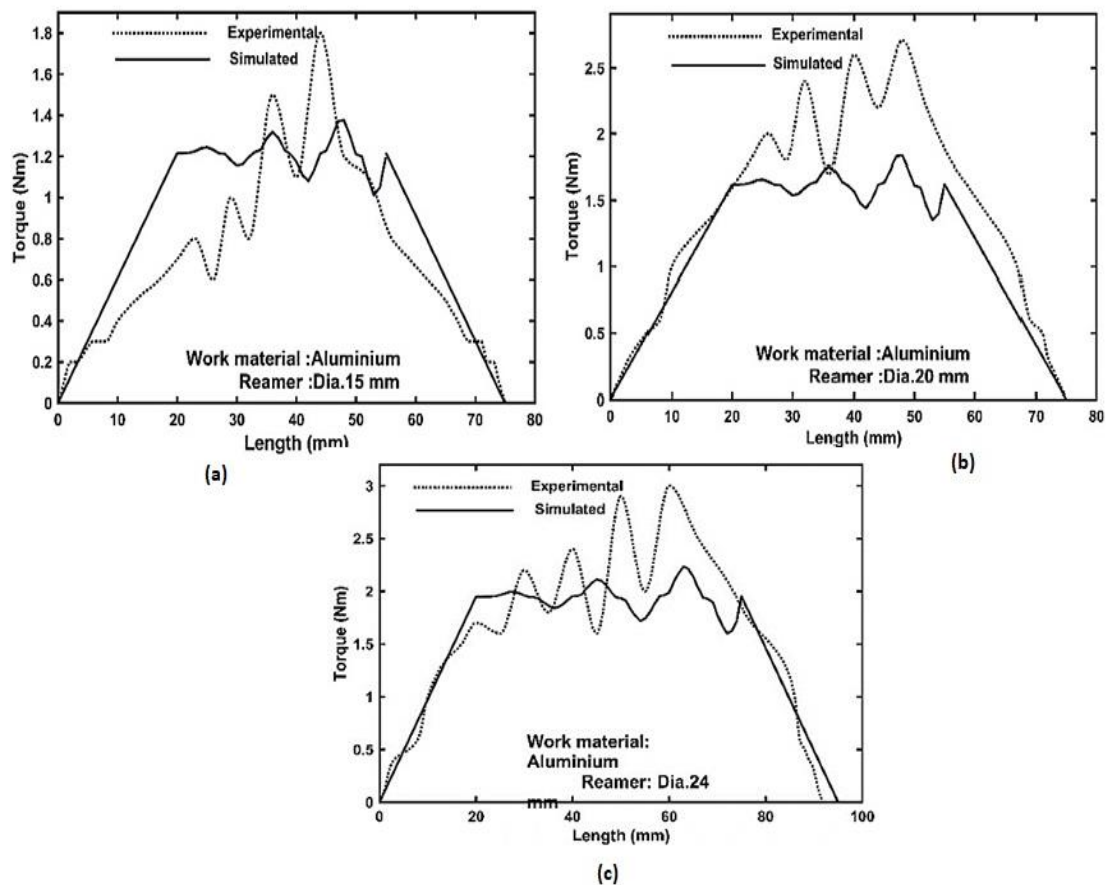 1.8
1.6
1.4
1.2
1
0.8
0.6
0.4
0.2
0
Torque (Nm)
Experimental
Simulated
Work material :Aluminium
Reamer :Dia.15 mm
0 10 20 30 40 50 60 70 80
Length (mm)
(a)
2.5
2
1.5
1
0.5
0
Torque (Nm)
Experimental
Simulated
Work material :Aluminium
Reamer :Dia.20 mm
0 10 20 30 40 50 60 70 80
Length (mm)
(b)
3
2.5
2
1.5
1
0.5
0
Torque (Nm)
Experimental
Simulated
Work material:
Aluminium
Reamer: Dia.24
mm
0 20 40 60 80 100
Length (mm)
(c)